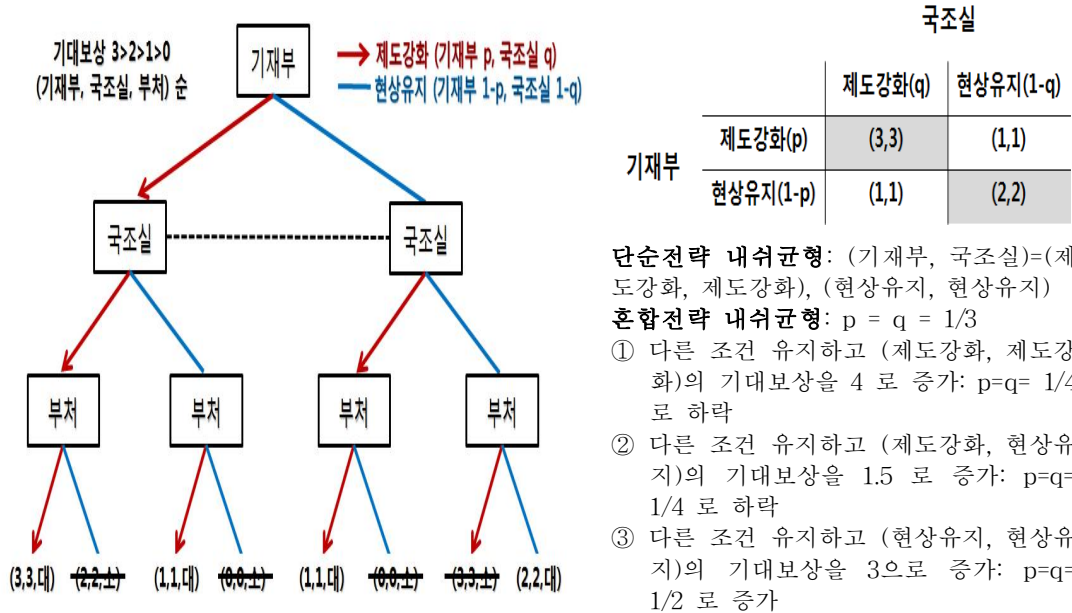 기대보상 3>2>1>0
(기재부, 국조실, 부처) 순
기재부
제도강화 (기재부 p, 국조실 q)
현상유지 (기재부 1-p, 국조실 1-q)
국조실
국조실
부처
부처
부처
부처
(3,3,대) (2,2,소) (1,1,대) (0,0,소) (1,1,대) (0,0,소) (3,3,소) (2,2,대)
국조실
제도강화(q) 현상유지(1-q)
기재부
제도강화(p) (3,3) (1,1)
현상유지(1-p) (1,1) (2,2)
단순전략 내쉬균형: (기재부, 국조실)=(제
도강화, 제도강화), (현상유지, 현상유지)
혼합전략 내쉬균형: p = q = 1/3
① 다른 조건 유지하고 (제도강화, 제도강
화)의 기대보상을 4 로 증가: p=q= 1/4
로 하락
② 다른 조건 유지하고 (제도강화, 현상유
지)의 기대보상을 1.5 로 증가: p=q=
1/4 로 하락
③ 다른 조건 유지하고 (현상유지, 현상유
지)의 기대보상을 3으로 증가: p=q=
1/2 로 증가